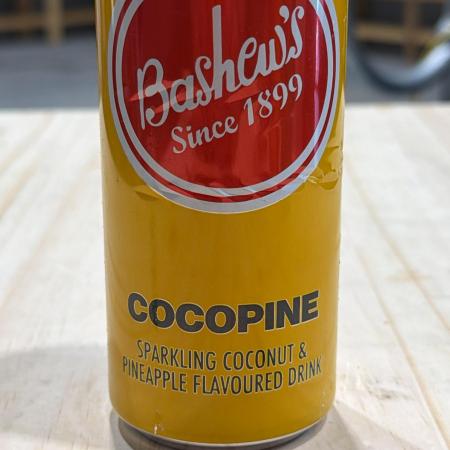 Bashew's
Since 1899
COCOPINE
SPARKLING COCONUT &
PINEAPPLE FLAVOURED DRINK